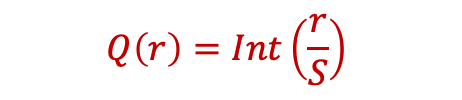 Q(r) = Int (r/S)